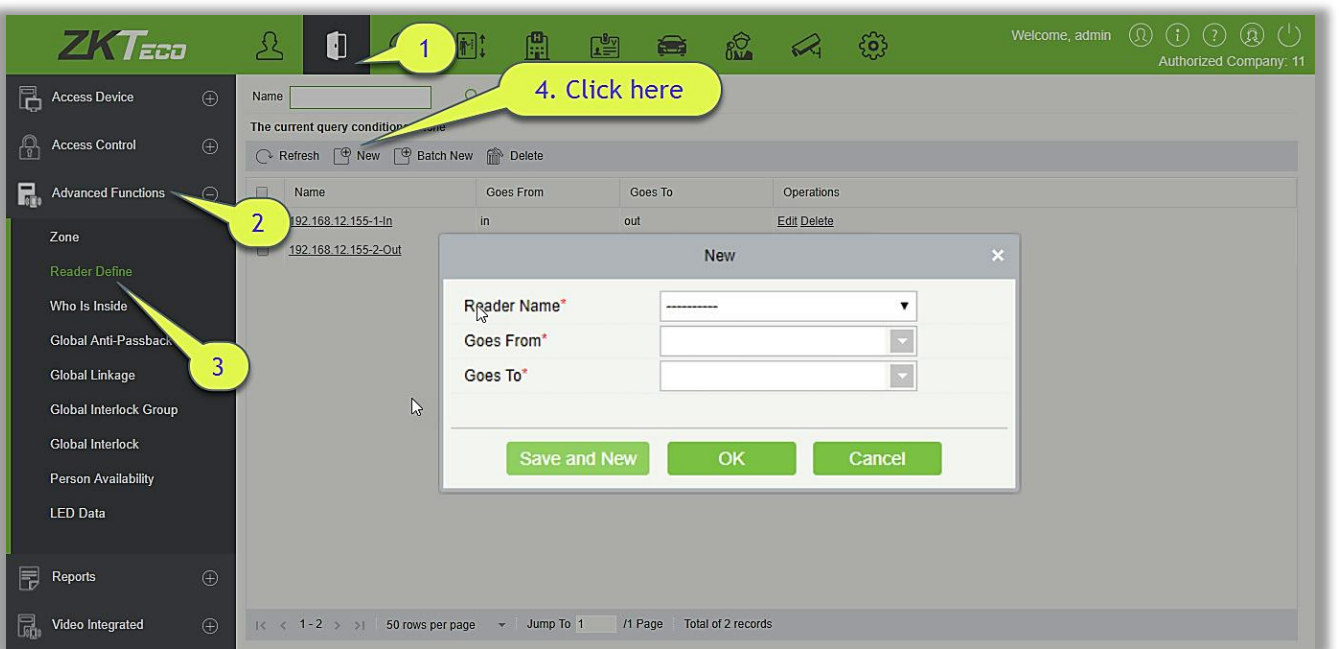 ZKTECO
Welcome, admin
Authorized Company: 11
1
4. Click here
Access Device
Access Control
Advanced Functions
2
Zone
Reader Define
Who Is Inside
Global Anti-Passback
3
Global Linkage
Global Interlock Group
Global Interlock
Person Availability
LED Data
Reports
Video Integrated
Name
The current query condition
Refresh New Batch New Delete
Name Goes From Goes To Operations
192.168.12.155-1-In in out Edit Delete
192.168.12.155-2-Out
New ×
Reader Name* ----------
Goes From*
Goes To*
Save and New OK Cancel
|< < 1-2 > >| 50 rows per page Jump To 1 /1 Page Total of 2 records